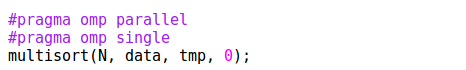 #pragma omp parallel
#pragma omp single
multisort(N, data, tmp, 0);